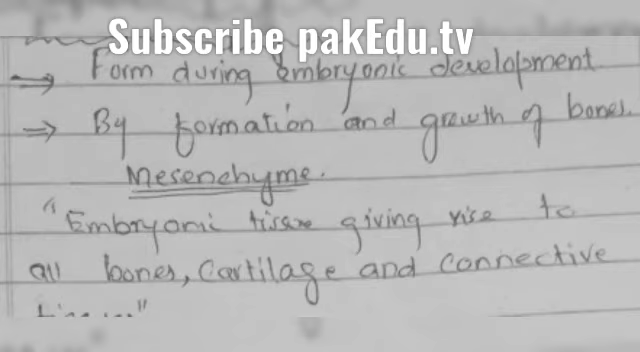 Subscribe pakEdu.tv
→ Form during Embryonic development
⇒ By formation and growth of bones.
Mesenchyme.
"Embryonic tissue giving rise to
all bones, Cartilage and Connective